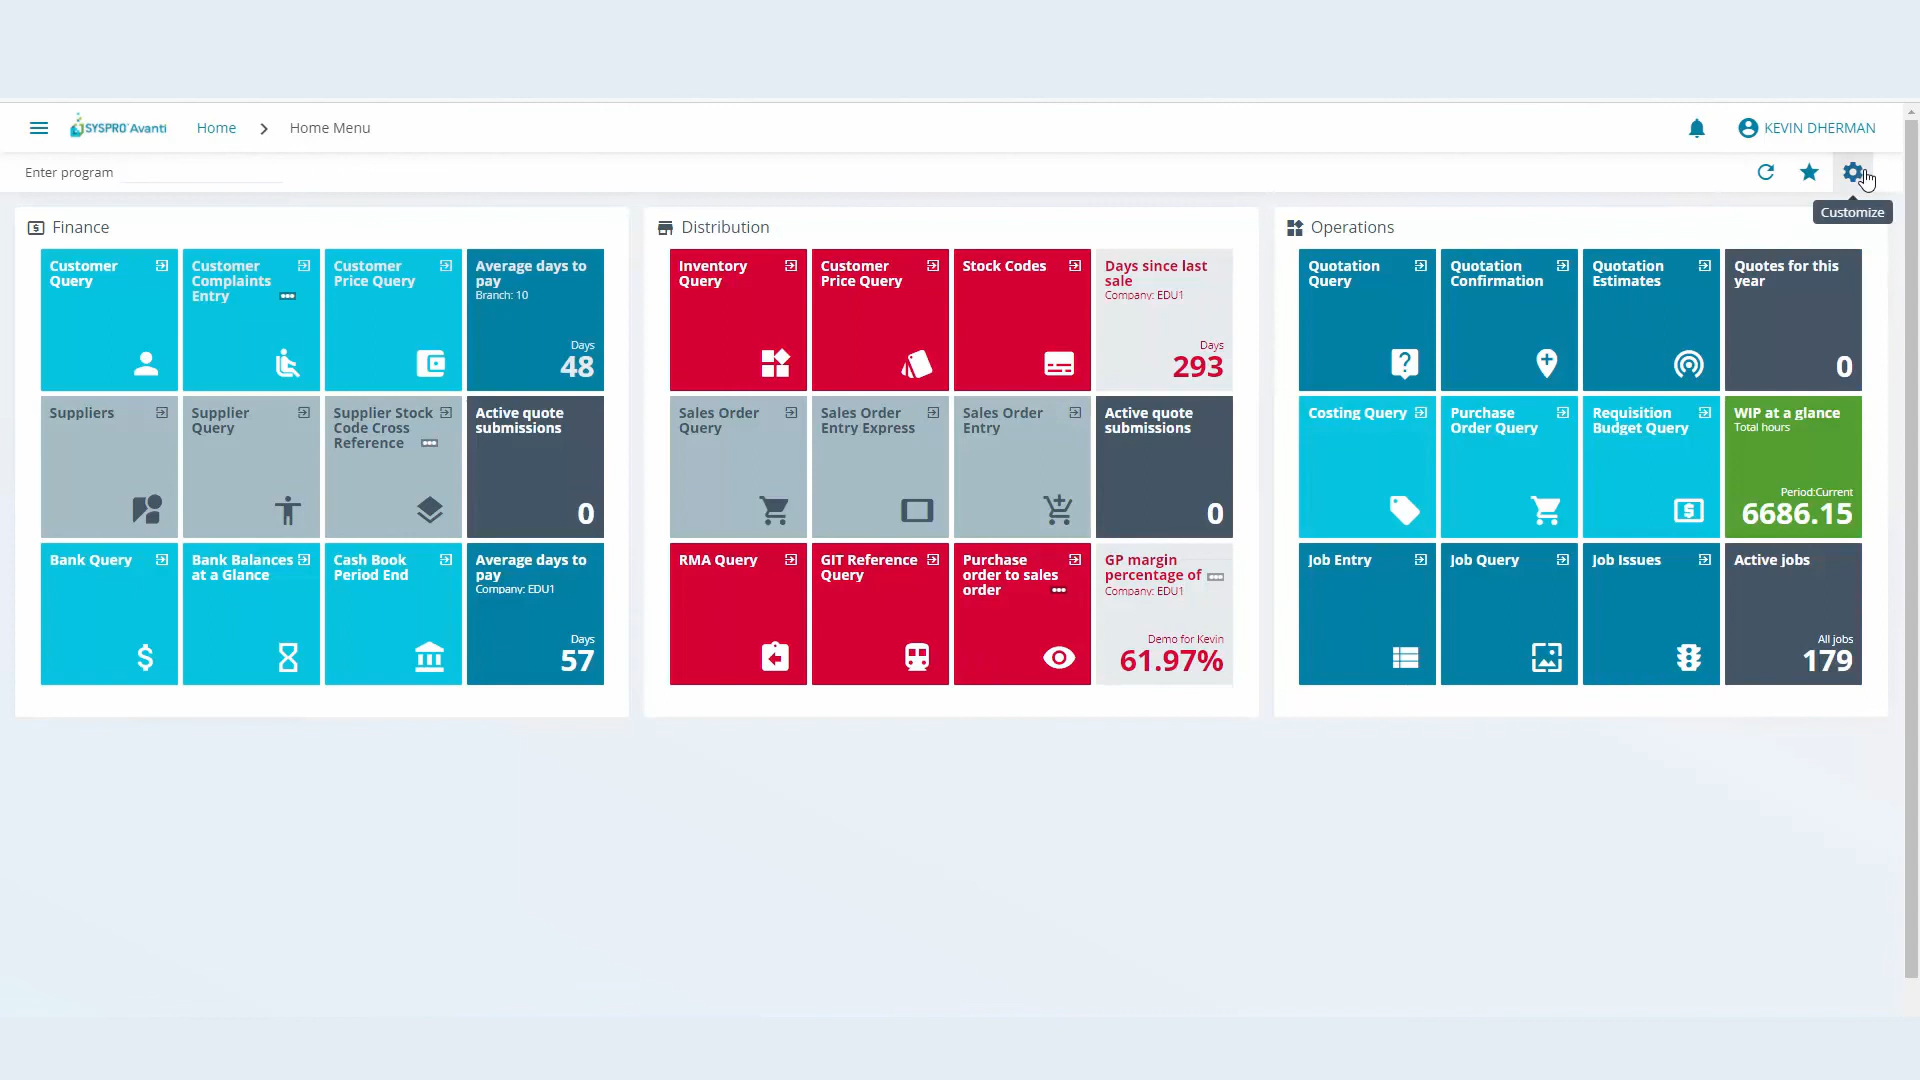 SYSPRO Avanti
Home
Home Menu
KEVIN DHERMAN
Enter program
Customize
Finance
Customer
Query
Customer
Complaints
Entry
Customer
Price Query
Average days to
pay
Branch: 10
Days
48
Suppliers
Supplier
Query
Supplier Stock
Code Cross
Reference
Active quote
submissions
0
Bank Query
Bank Balances
at a Glance
Cash Book
Period End
Average days to
pay
Company: EDU1
Days
57
Distribution
Inventory
Query
Customer
Price Query
Stock Codes
Days since last
sale
Company: EDU1
Days
293
Sales Order
Query
Sales Order
Entry Express
Sales Order
Entry
Active quote
submissions
0
RMA Query
GIT Reference
Query
Purchase
order to sales
order
GP margin
percentage of
Company: EDU1
Demo for Kevin
61.97%
Operations
Quotation
Query
Quotation
Confirmation
Quotation
Estimates
Quotes for this
year
0
Costing Query
Purchase
Order Query
Requisition
Budget Query
WIP at a glance
Total hours
Period:Current
6686.15
Job Entry
Job Query
Job Issues
Active jobs
All jobs
179